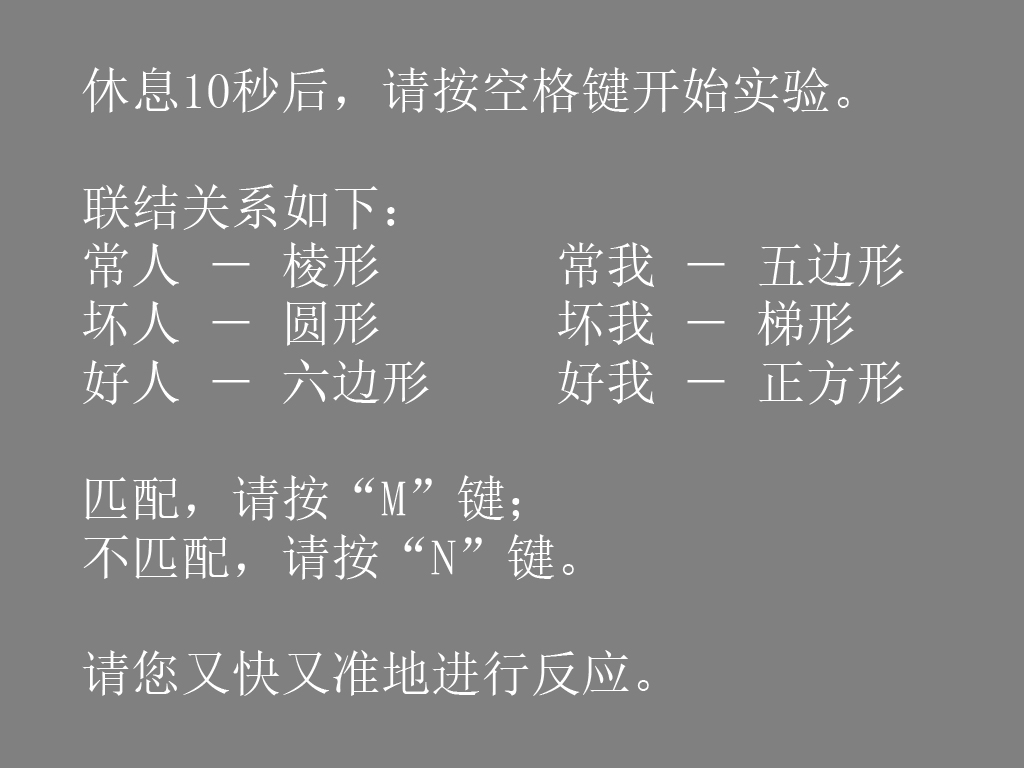 休息10秒后，请按空格键开始实验。
联结关系如下：
常人 — 棱形 常我 — 五边形
坏人 — 圆形 坏我 — 梯形
好人 — 六边形 好我 — 正方形
匹配，请按“M”键；
不匹配，请按“N”键。
请您又快又准地进行反应。